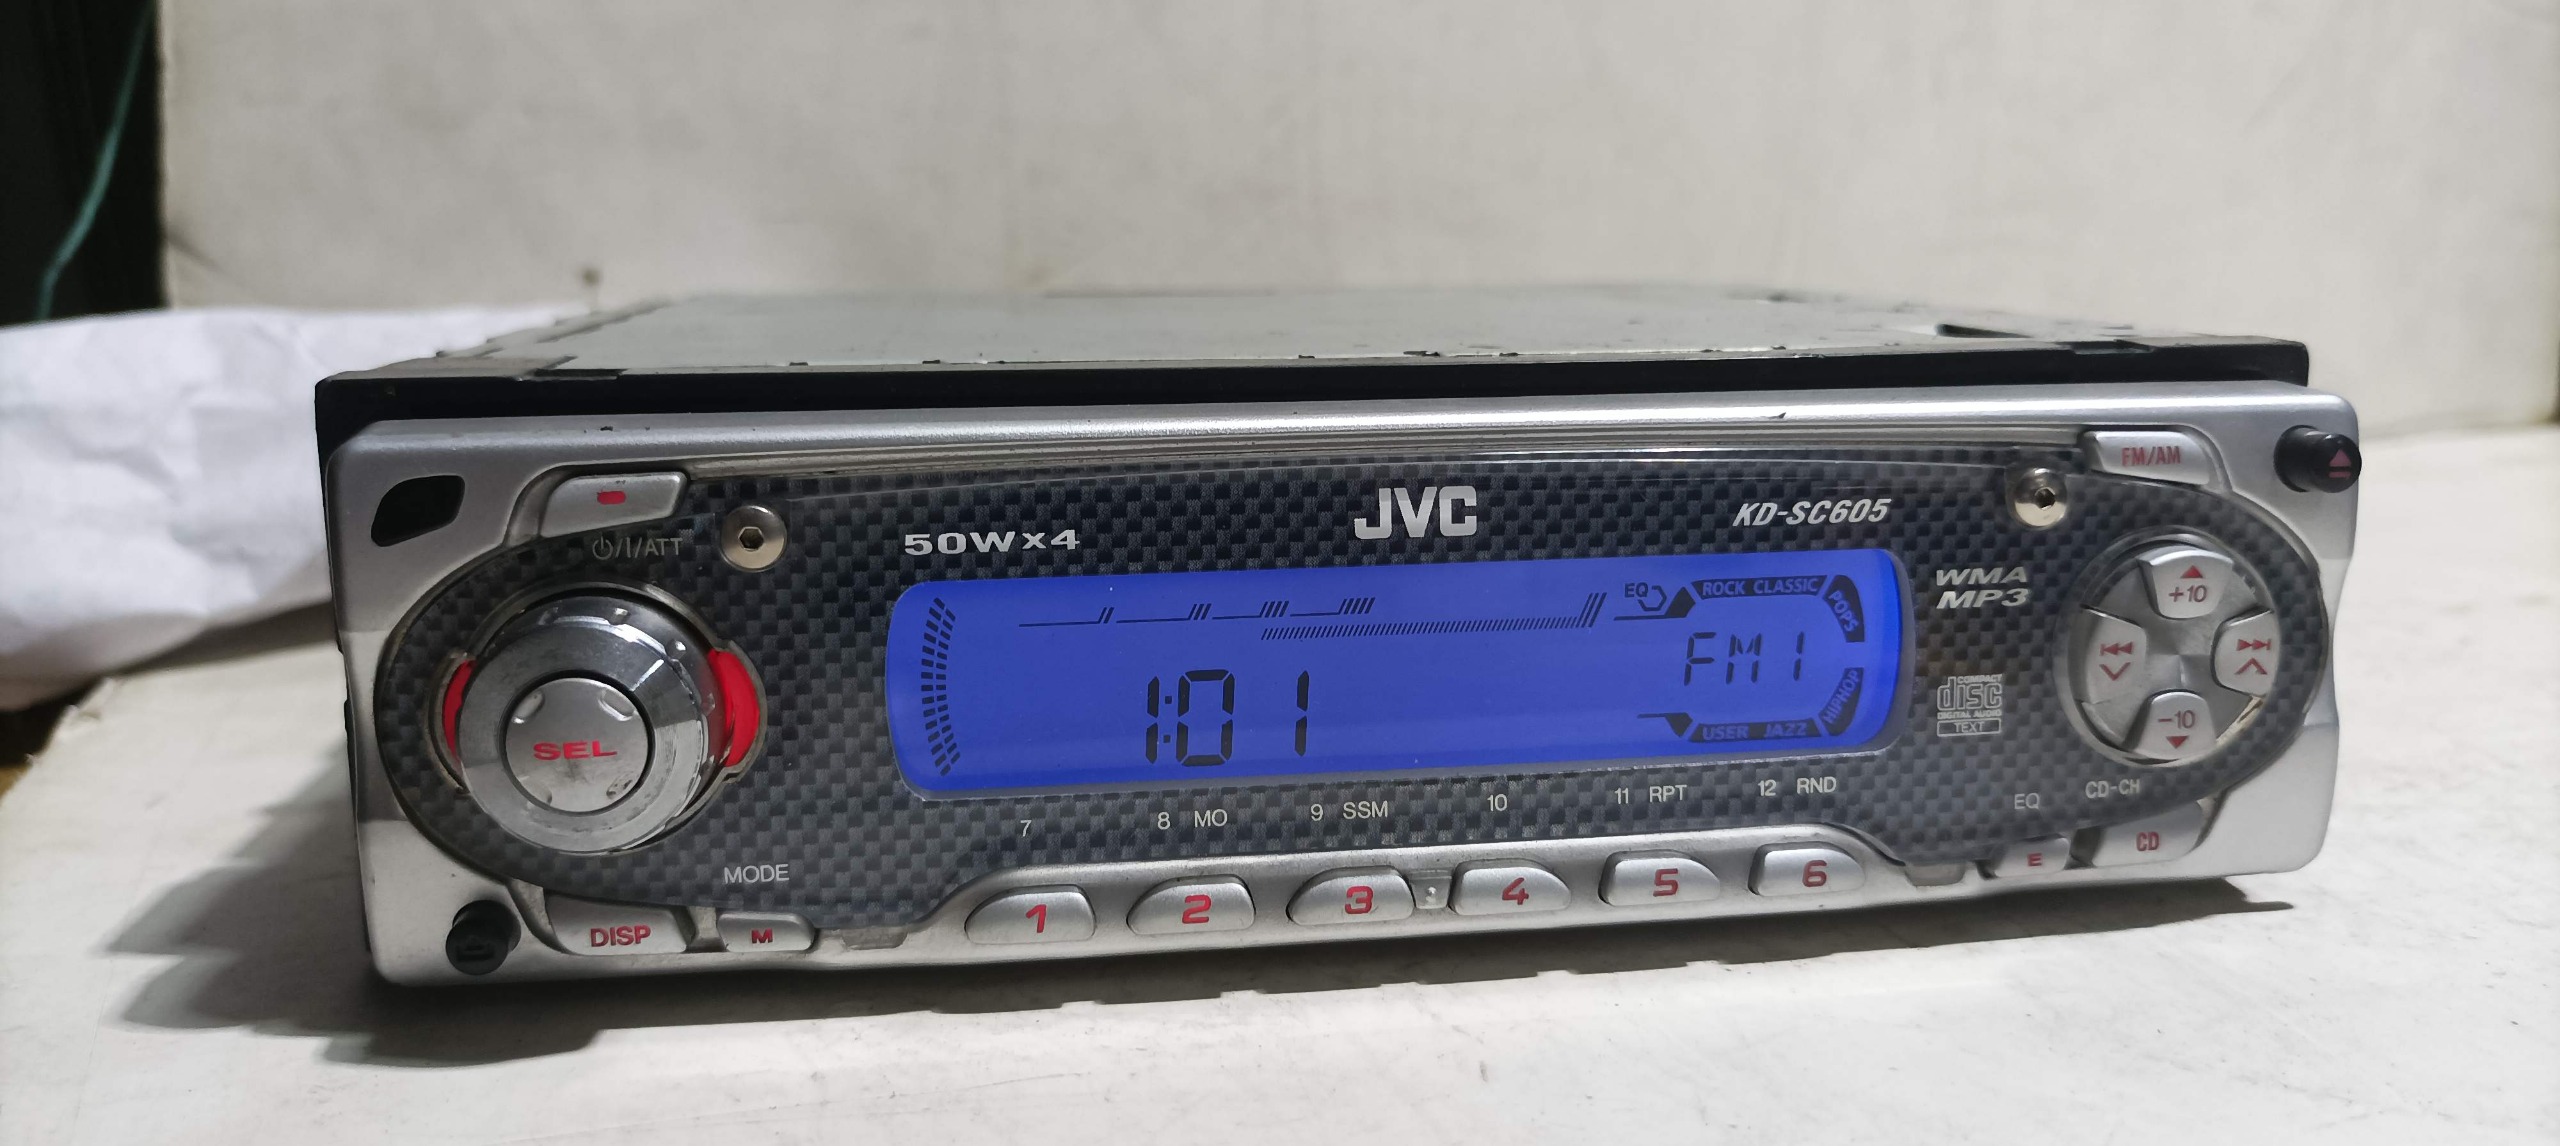 FM/AM
⏻/I/ATT
50Wx4
JVC
KD-SC605
EQ
ROCK CLASSIC
POPS
WMA
MP3
+10
FM1
1:01
HIPHOP
USER JAZZ
COMPACT
disc
DIGITAL AUDIO
TEXT
-10
SEL
7
8 MO
9 SSM
10
11 RPT
12 RND
EQ
CD-CH
MODE
DISP
M
1
2
3
4
5
6
E
CD